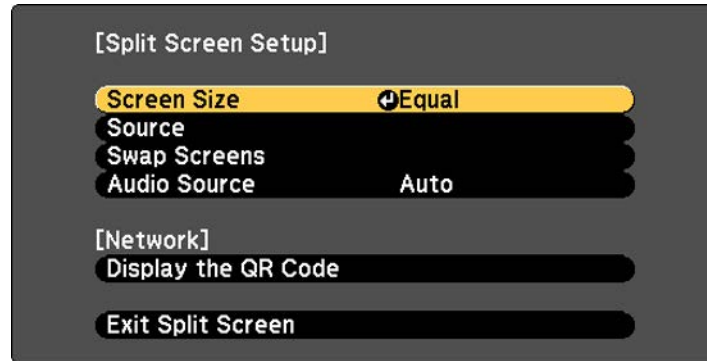 [Split Screen Setup]
Screen Size Equal
Source
Swap Screens
Audio Source Auto
[Network]
Display the QR Code
Exit Split Screen